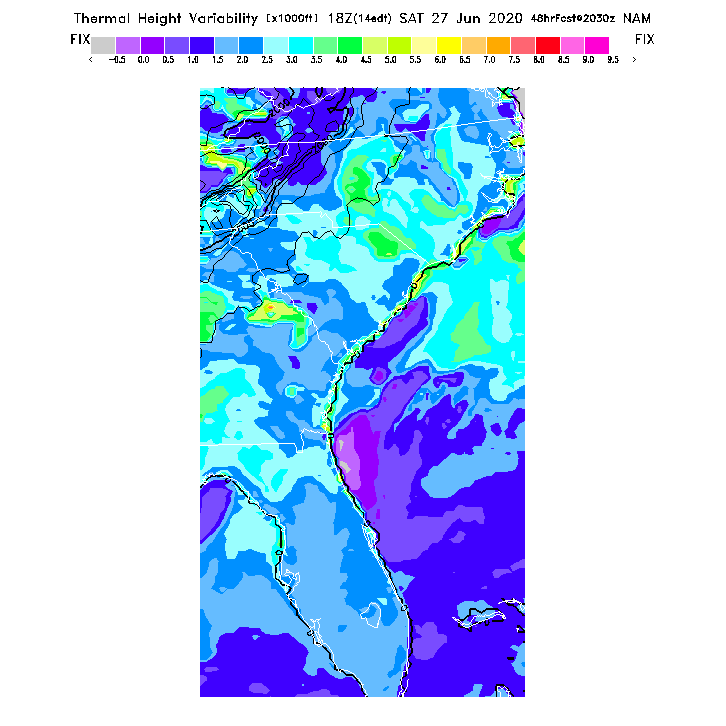 Thermal Height Variability [x1000ft] 18Z(14edt) SAT 27 Jun 2020 48hrFcst@2030z NAM
FIX FIX
< -0.5 0.0 0.5 1.0 1.5 2.0 2.5 3.0 3.5 4.0 4.5 5.0 5.5 6.0 6.5 7.0 7.5 8.0 8.5 9.0 9.5 >